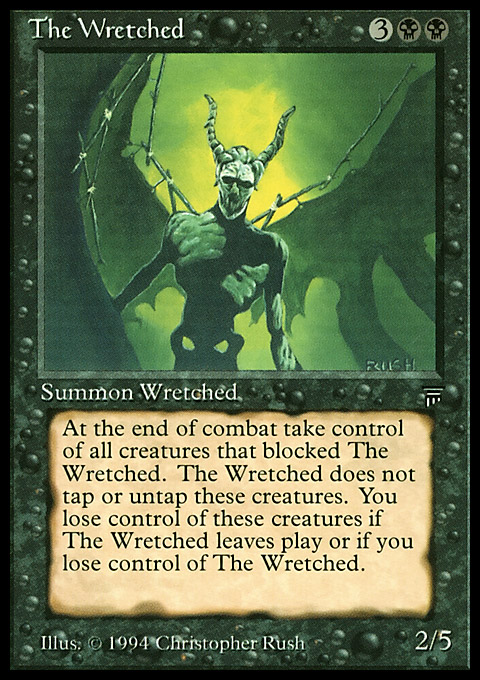 The Wretched 3
RUSH
Summon Wretched
At the end of combat take control
of all creatures that blocked The
Wretched. The Wretched does not
tap or untap these creatures. You
lose control of these creatures if
The Wretched leaves play or if you
lose control of The Wretched.
Illus. © 1994 Christopher Rush 2/5